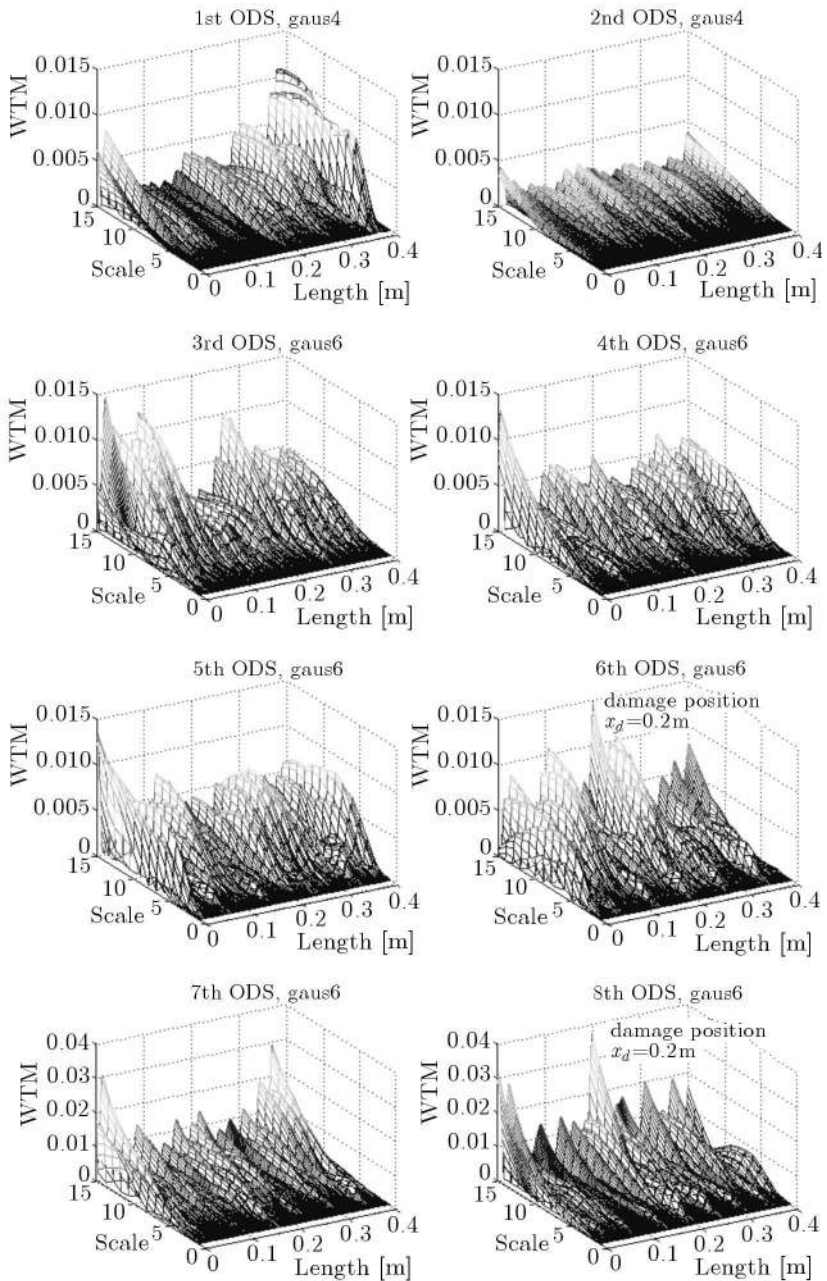 1st ODS, gaus4
WTM
0.015
0.010
0.005
0
15
10
5
0
Scale
0
0.1
0.2
0.3
0.4
Length [m]
2nd ODS, gaus4
WTM
0.015
0.010
0.005
0
15
10
5
0
Scale
0
0.1
0.2
0.3
0.4
Length [m]
3rd ODS, gaus6
WTM
0.015
0.010
0.005
0
15
10
5
0
Scale
0
0.1
0.2
0.3
0.4
Length [m]
4th ODS, gaus6
WTM
0.015
0.010
0.005
0
15
10
5
0
Scale
0
0.1
0.2
0.3
0.4
Length [m]
5th ODS, gaus6
WTM
0.015
0.010
0.005
0
15
10
5
0
Scale
0
0.1
0.2
0.3
0.4
Length [m]
6th ODS, gaus6
damage position
x_d=0.2m
WTM
0.015
0.010
0.005
0
15
10
5
0
Scale
0
0.1
0.2
0.3
0.4
Length [m]
7th ODS, gaus6
WTM
0.04
0.03
0.02
0.01
0
15
10
5
0
Scale
0
0.1
0.2
0.3
0.4
Length [m]
8th ODS, gaus6
damage position
x_d=0.2m
WTM
0.04
0.03
0.02
0.01
0
15
10
5
0
Scale
0
0.1
0.2
0.3
0.4
Length [m]